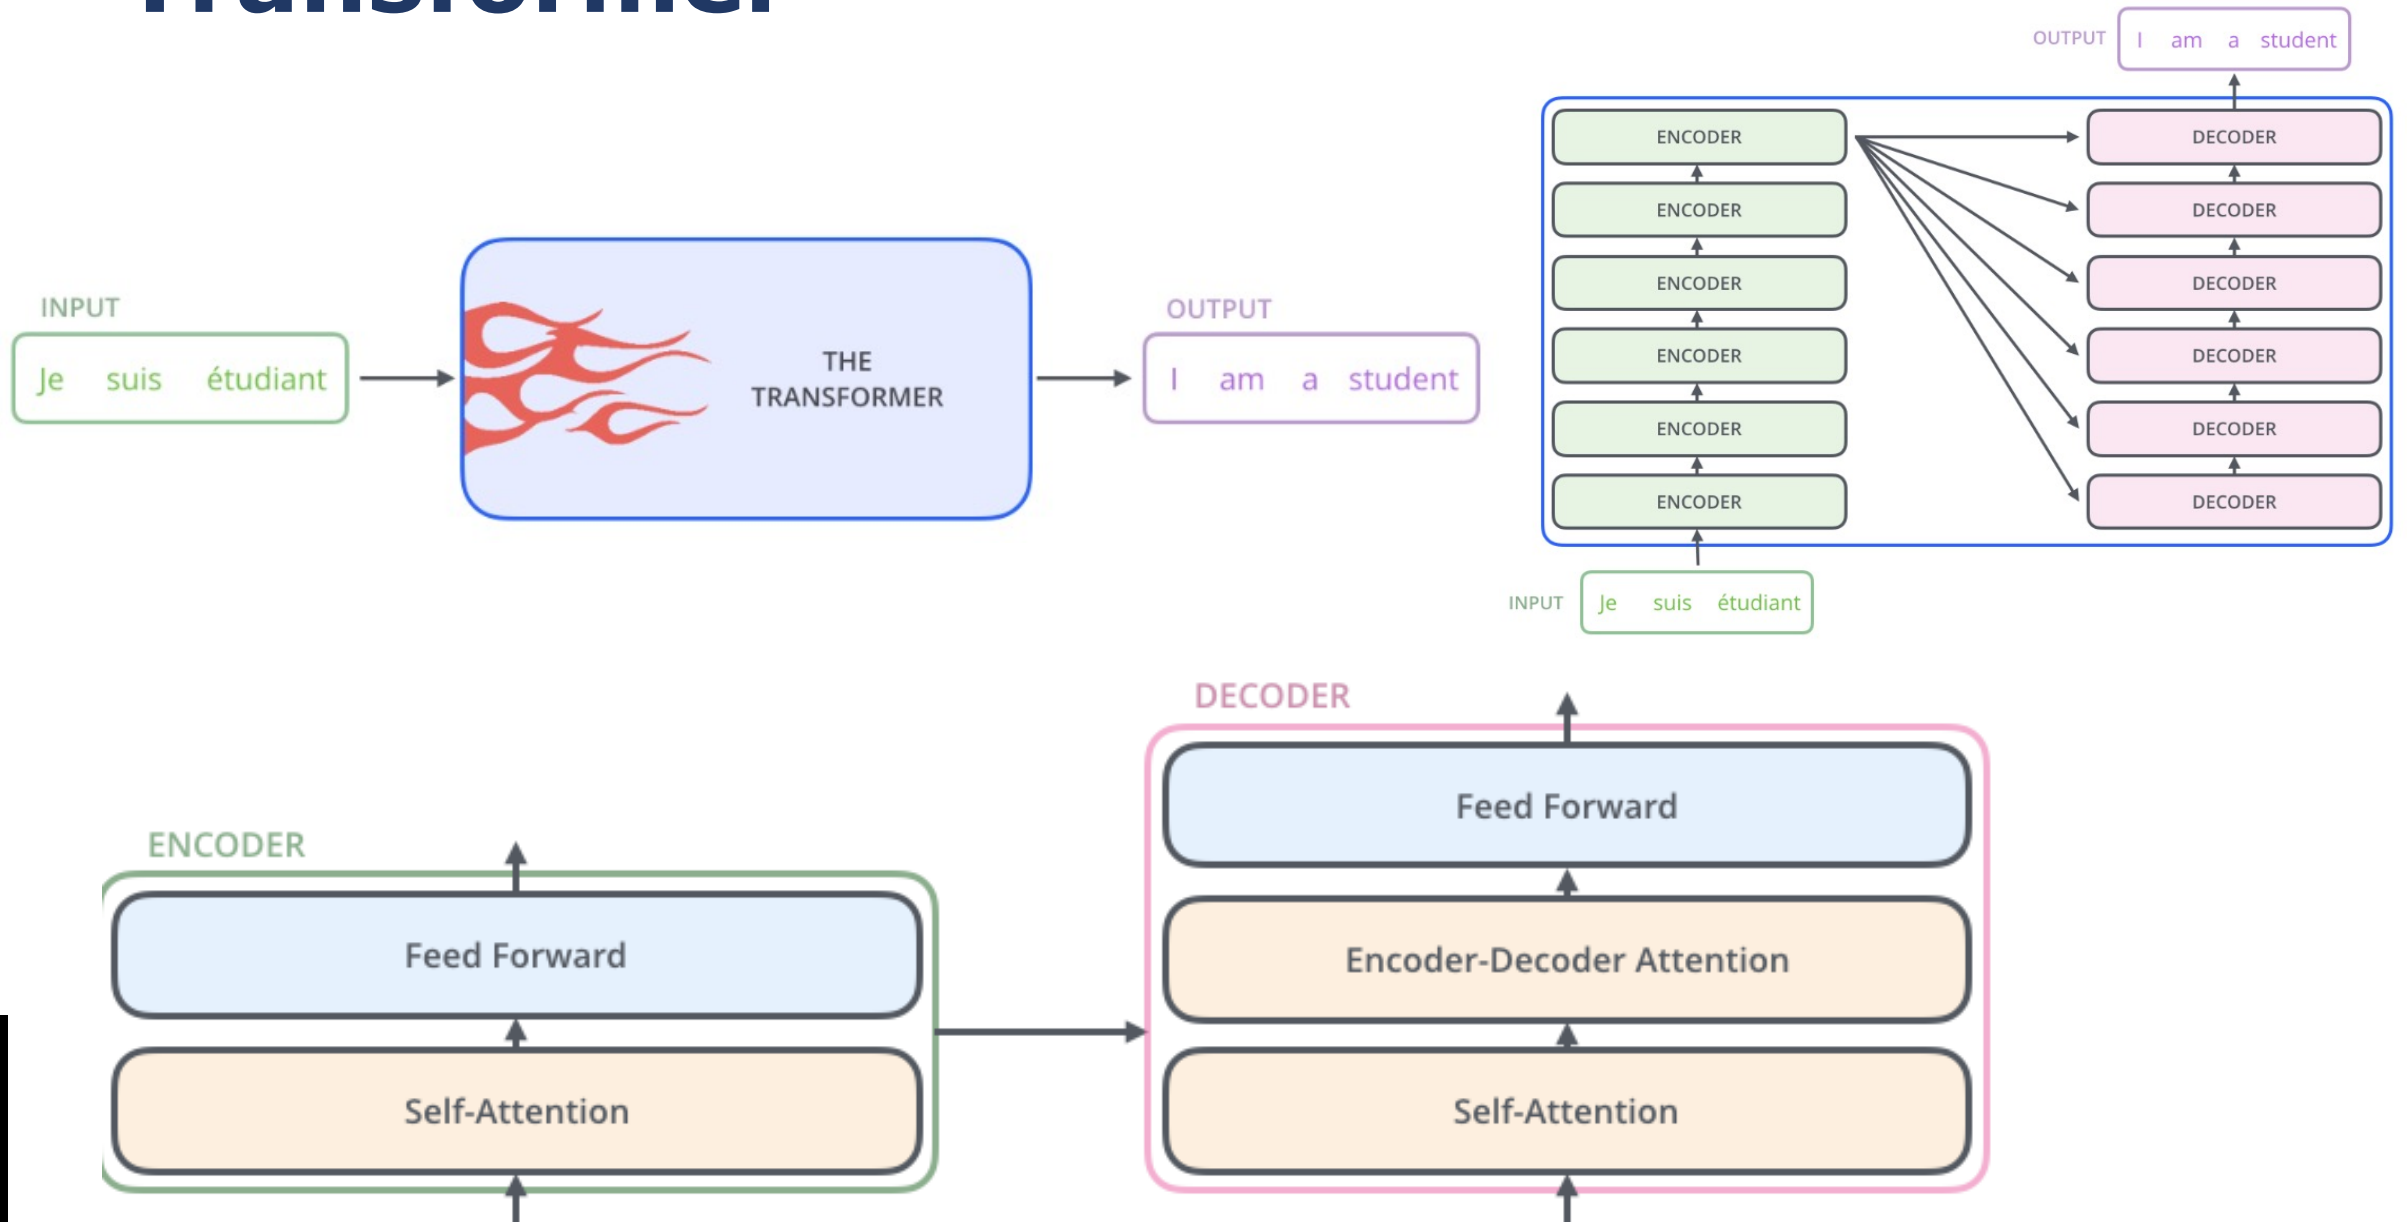 Transformer
INPUT
Je suis étudiant
THE
TRANSFORMER
OUTPUT
I am a student
OUTPUT I am a student
ENCODER
ENCODER
ENCODER
ENCODER
ENCODER
ENCODER
DECODER
DECODER
DECODER
DECODER
DECODER
DECODER
INPUT Je suis étudiant
ENCODER
Feed Forward
Self-Attention
DECODER
Feed Forward
Encoder-Decoder Attention
Self-Attention